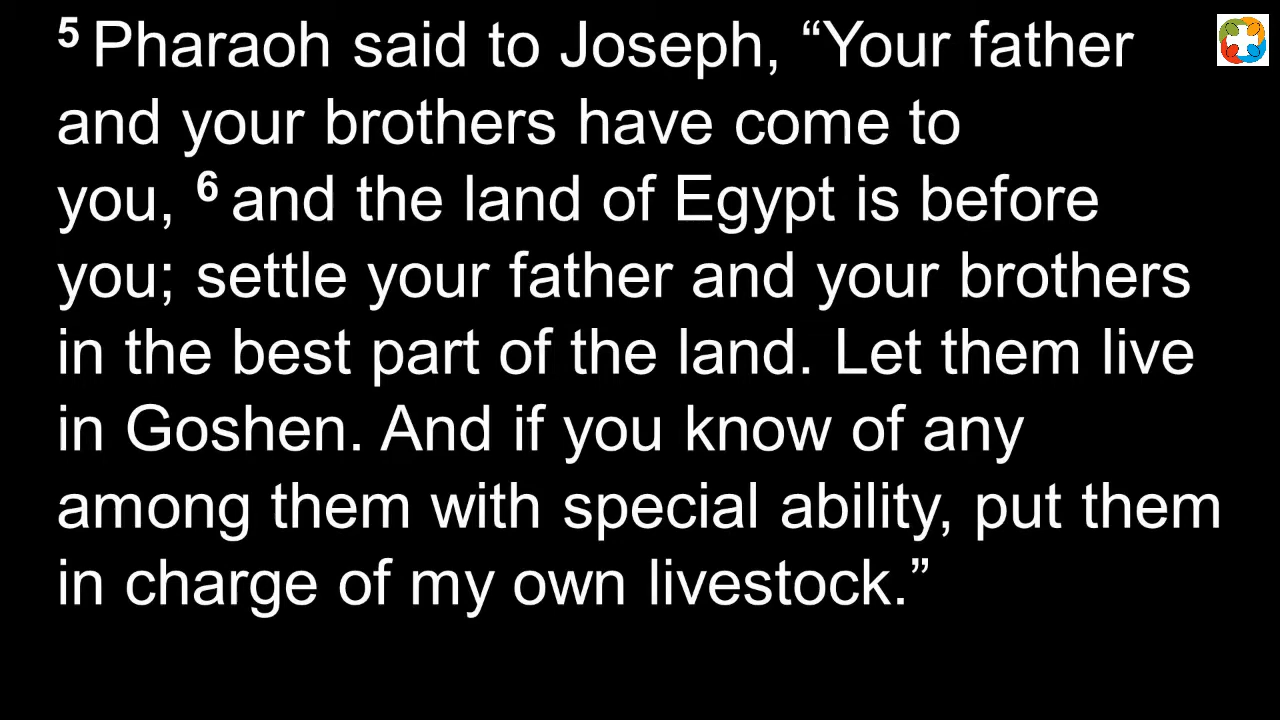 5 Pharaoh said to Joseph, “Your father
and your brothers have come to
you, 6 and the land of Egypt is before
you; settle your father and your brothers
in the best part of the land. Let them live
in Goshen. And if you know of any
among them with special ability, put them
in charge of my own livestock.”